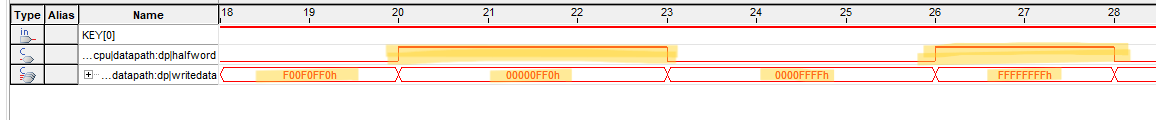 Type Alias Name 18 19 20 21 22 23 24 25 26 27 28
in KEY[0]
C ...cpu|datapath:dp|halfword
C ...datapath:dp|writedata F00F0FF0h 00000FF0h 0000FFFFh FFFFFFFFh